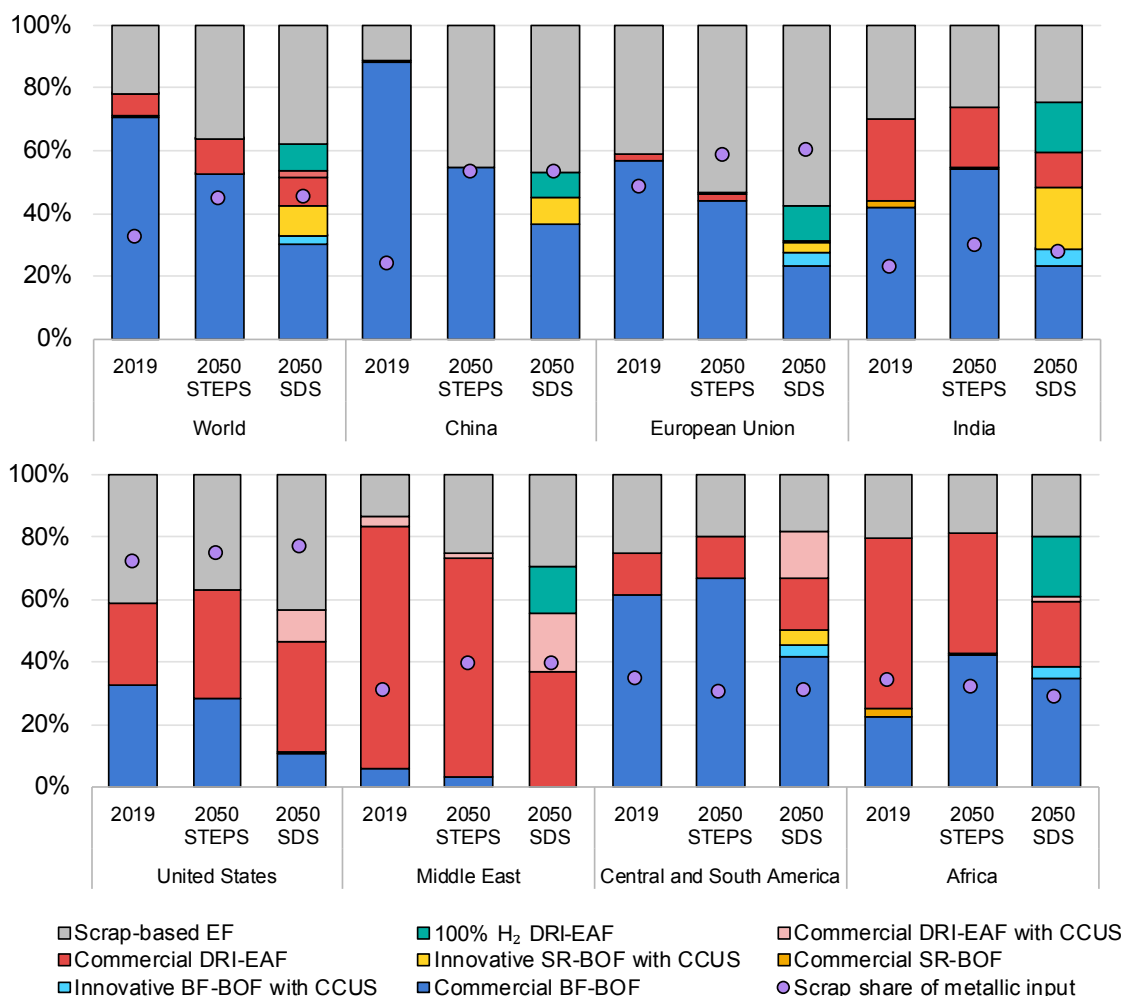 100%
80%
60%
40%
20%
0%
2019 2050 STEPS 2050 SDS 2019 2050 STEPS 2050 SDS 2019 2050 STEPS 2050 SDS 2019 2050 STEPS 2050 SDS
World China European Union India
100%
80%
60%
40%
20%
0%
2019 2050 STEPS 2050 SDS 2019 2050 STEPS 2050 SDS 2019 2050 STEPS 2050 SDS 2019 2050 STEPS 2050 SDS
United States Middle East Central and South America Africa
Scrap-based EF 100% H₂ DRI-EAF Commercial DRI-EAF with CCUS
Commercial DRI-EAF Innovative SR-BOF with CCUS Commercial SR-BOF
Innovative BF-BOF with CCUS Commercial BF-BOF Scrap share of metallic input